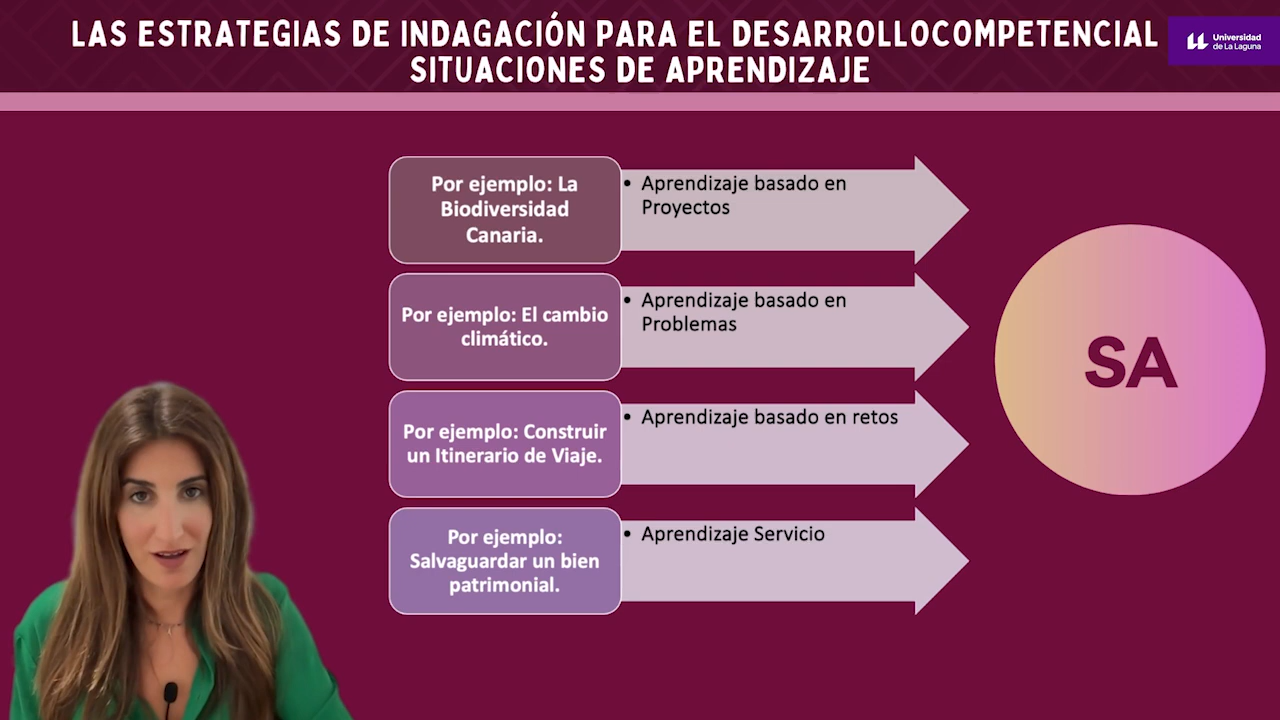 LAS ESTRATEGIAS DE INDAGACIÓN PARA EL DESARROLLOCOMPETENCIAL
SITUACIONES DE APRENDIZAJE
Universidad
de La Laguna
Por ejemplo: La
Biodiversidad
Canaria.
• Aprendizaje basado en
Proyectos
Por ejemplo: El cambio
climático.
• Aprendizaje basado en
Problemas
Por ejemplo: Construir
un Itinerario de Viaje.
• Aprendizaje basado en retos
Por ejemplo:
Salvaguardar un bien
patrimonial.
• Aprendizaje Servicio
SA